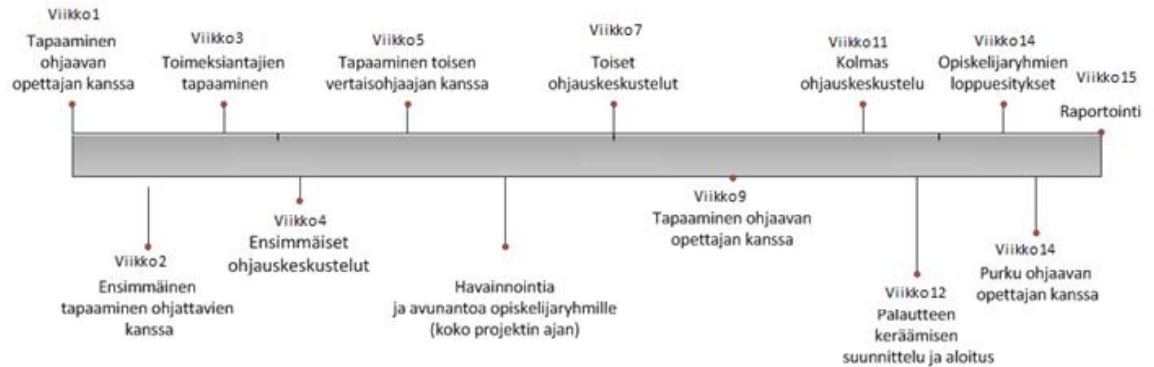 Viikko1
Tapaaminen
ohjaavan
opettajan kanssa
Viikko3
Toimeksiantajien
tapaaminen
Viikko5
Tapaaminen toisen
vertaisohjaajan kanssa
Viikko7
Toiset
ohjauskeskustelut
Viikko11
Kolmas
ohjauskeskustelu
Viikko14
Opiskelijaryhmien
loppuesitykset
Viikko15
Raportointi
Viikko2
Ensimmäinen
tapaaminen ohjattavien
kanssa
Viikko4
Ensimmäiset
ohjauskeskustelut
Havainnointia
ja avunantoa opiskelijaryhmille
(koko projektin ajan)
Viikko9
Tapaaminen ohjaavan
opettajan kanssa
Viikko12
Palautteen
keräämisen
suunnittelu ja aloitus
Viikko14
Purku ohjaavan
opettajan kanssa